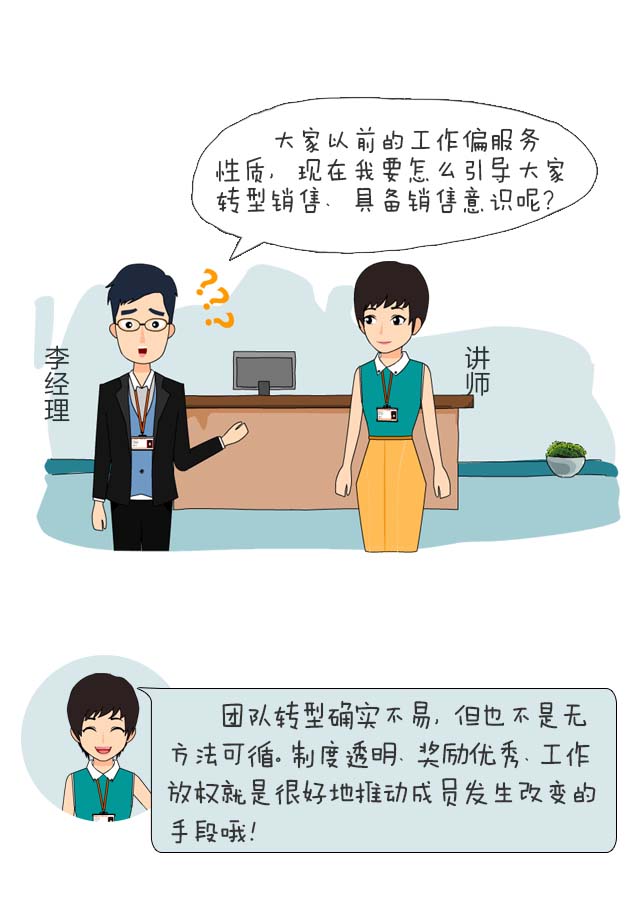 大家以前的工作偏服务
性质，现在我要怎么引导大家
转型销售、具备销售意识呢?
李经理
讲师
团队转型确实不易，但也不是无
方法可循。制度透明、奖励优秀、工作
放权就是很好地推动成员发生改变的
手段哦!